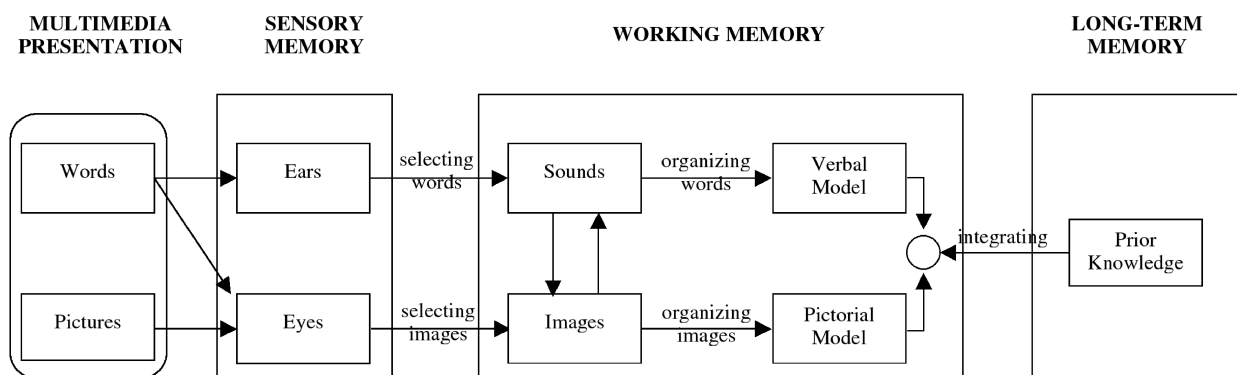 MULTIMEDIA
PRESENTATION
SENSORY
MEMORY
WORKING MEMORY
LONG-TERM
MEMORY
Words
Ears
selecting
words
Sounds
organizing
words
Verbal
Model
integrating
Prior
Knowledge
Pictures
Eyes
selecting
images
Images
organizing
images
Pictorial
Model